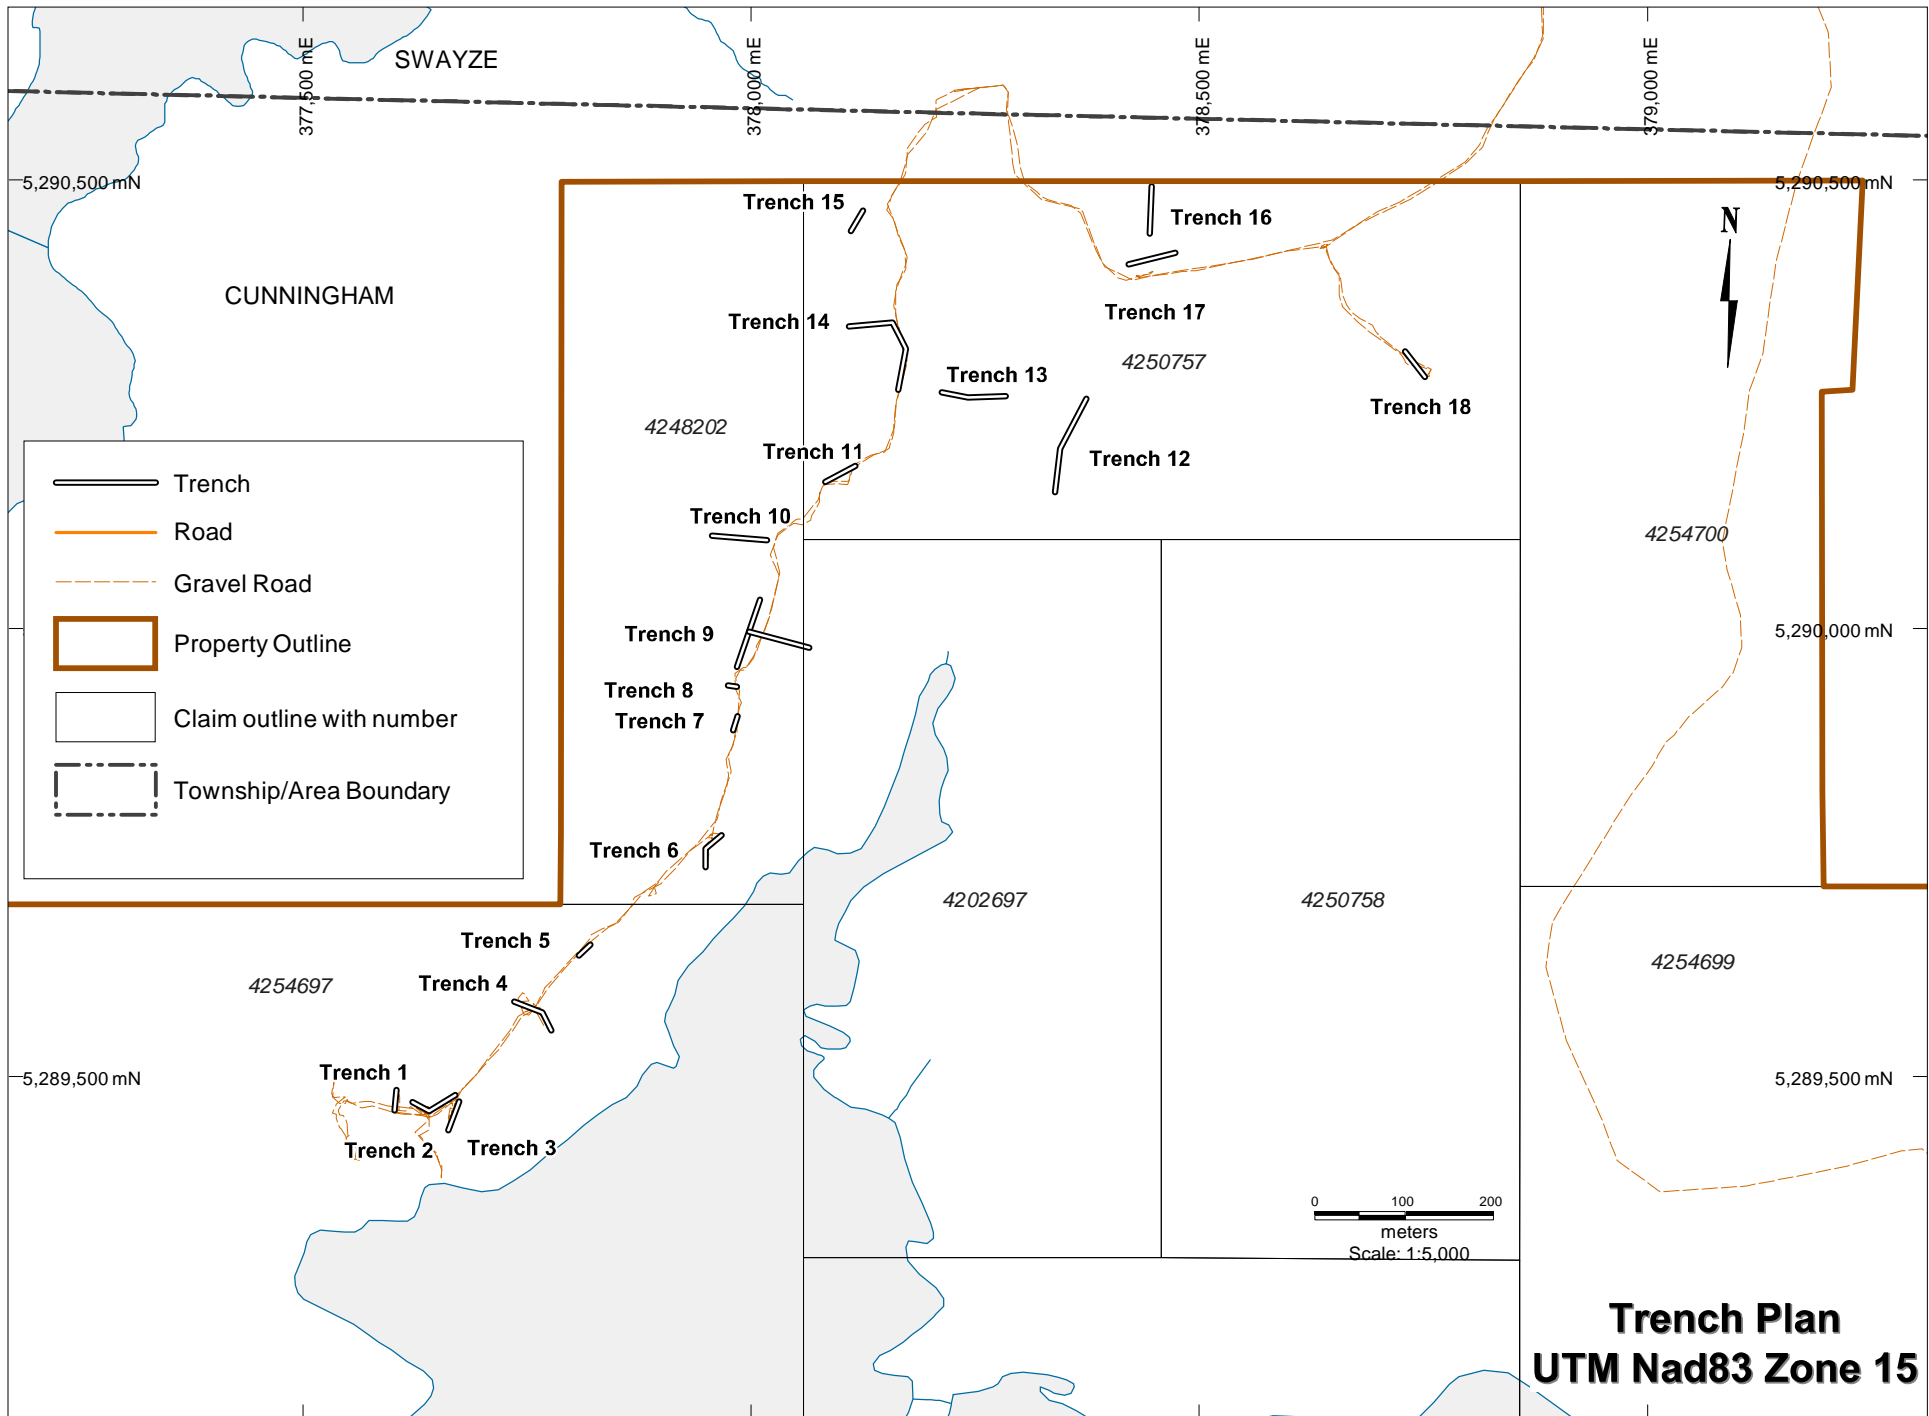 SWAYZE
377,500 mE
378,000 mE
378,500 mE
379,000 mE
5,290,500 mN
5,290,500 mN
Trench 15
Trench 16
N
CUNNINGHAM
Trench 14
Trench 17
4250757
Trench 13
Trench 18
4248202
Trench 11
Trench 12
Trench
Trench 10
Road
4254700
Gravel Road
Trench 9
5,290,000 mN
Property Outline
Trench 8
Trench 7
Claim outline with number
Township/Area Boundary
Trench 6
4202697
4250758
Trench 5
4254699
Trench 4
4254697
Trench 1
5,289,500 mN
5,289,500 mN
Trench 2
Trench 3
0 100 200
meters
Scale: 1:5,000
Trench Plan
UTM Nad83 Zone 15